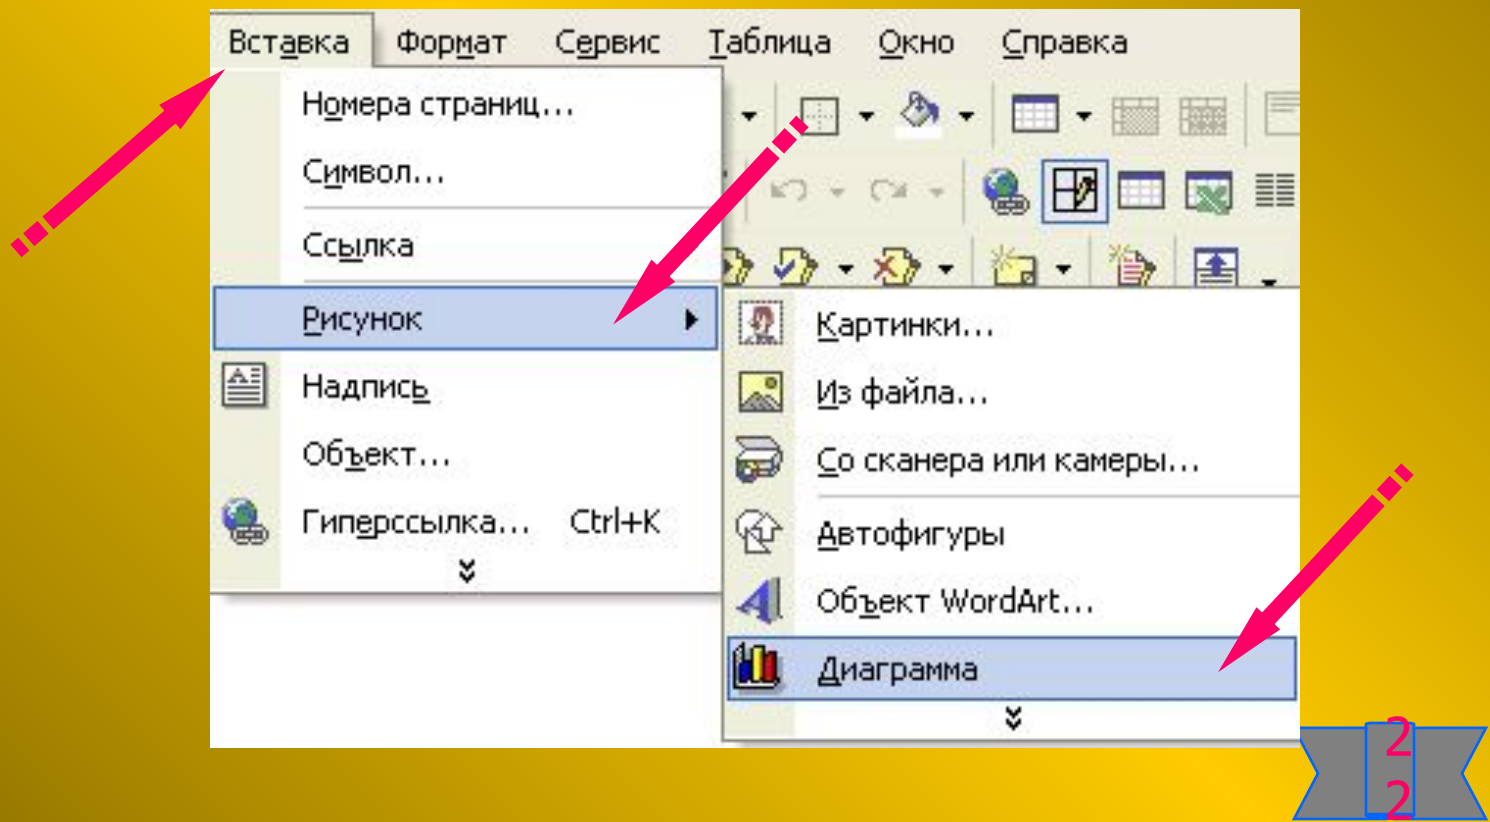 Вставка Формат Сервис Таблица Окно Справка
Номера страниц...
Символ...
Ссылка
Рисунок
Надпись
Объект...
Гиперссылка... Ctrl+K
Картинки...
Из файла...
Со сканера или камеры...
Автофигуры
Объект WordArt...
Диаграмма
2
2